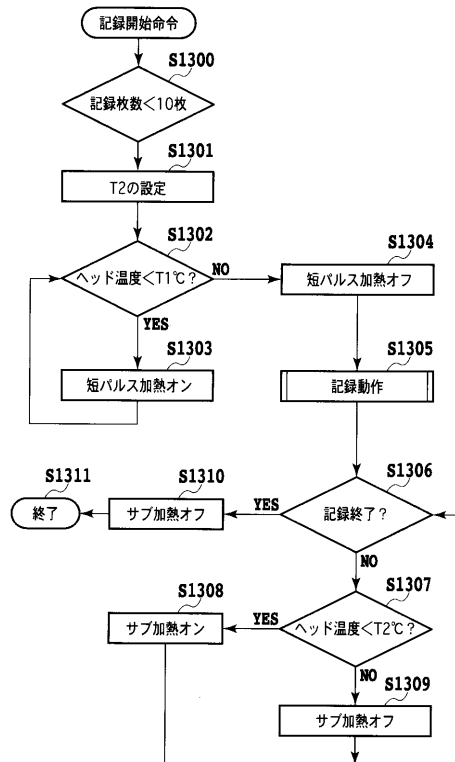 記録開始命令
S1300
記録枚数<10枚
S1301
T2の設定
S1302
ヘッド温度<T1℃?
NO
S1304
短パルス加熱オフ
YES
S1303
短パルス加熱オン
S1305
記録動作
S1306
記録終了?
YES
S1310
サブ加熱オフ
S1311
終了
NO
S1307
ヘッド温度<T2℃?
YES
S1308
サブ加熱オン
NO
S1309
サブ加熱オフ